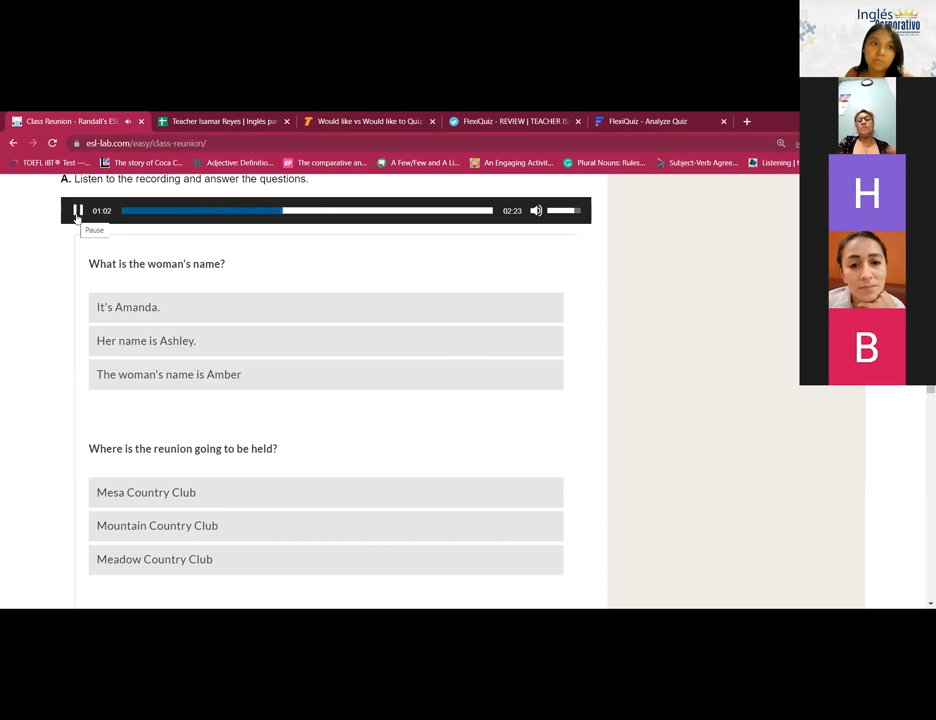 Inglés
Corporativo
Class Reunion - Randall's ESL
Teacher Isamar Reyes | Inglés par
Would like vs Would like to Quiz
FlexiQuiz - REVIEW | TEACHER IS
FlexiQuiz - Analyze Quiz
esl-lab.com/easy/class-reunion/
TOEFL iBT® Test —...
The story of Coca C...
Adjective: Definitio...
The comparative an...
A Few/Few and A Li...
An Engaging Activit...
Plural Nouns: Rules...
Subject-Verb Agree...
Listening |
A. Listen to the recording and answer the questions.
01:02
02:23
Pause
What is the woman's name?
It's Amanda.
Her name is Ashley.
The woman's name is Amber
Where is the reunion going to be held?
Mesa Country Club
Mountain Country Club
Meadow Country Club
H
B